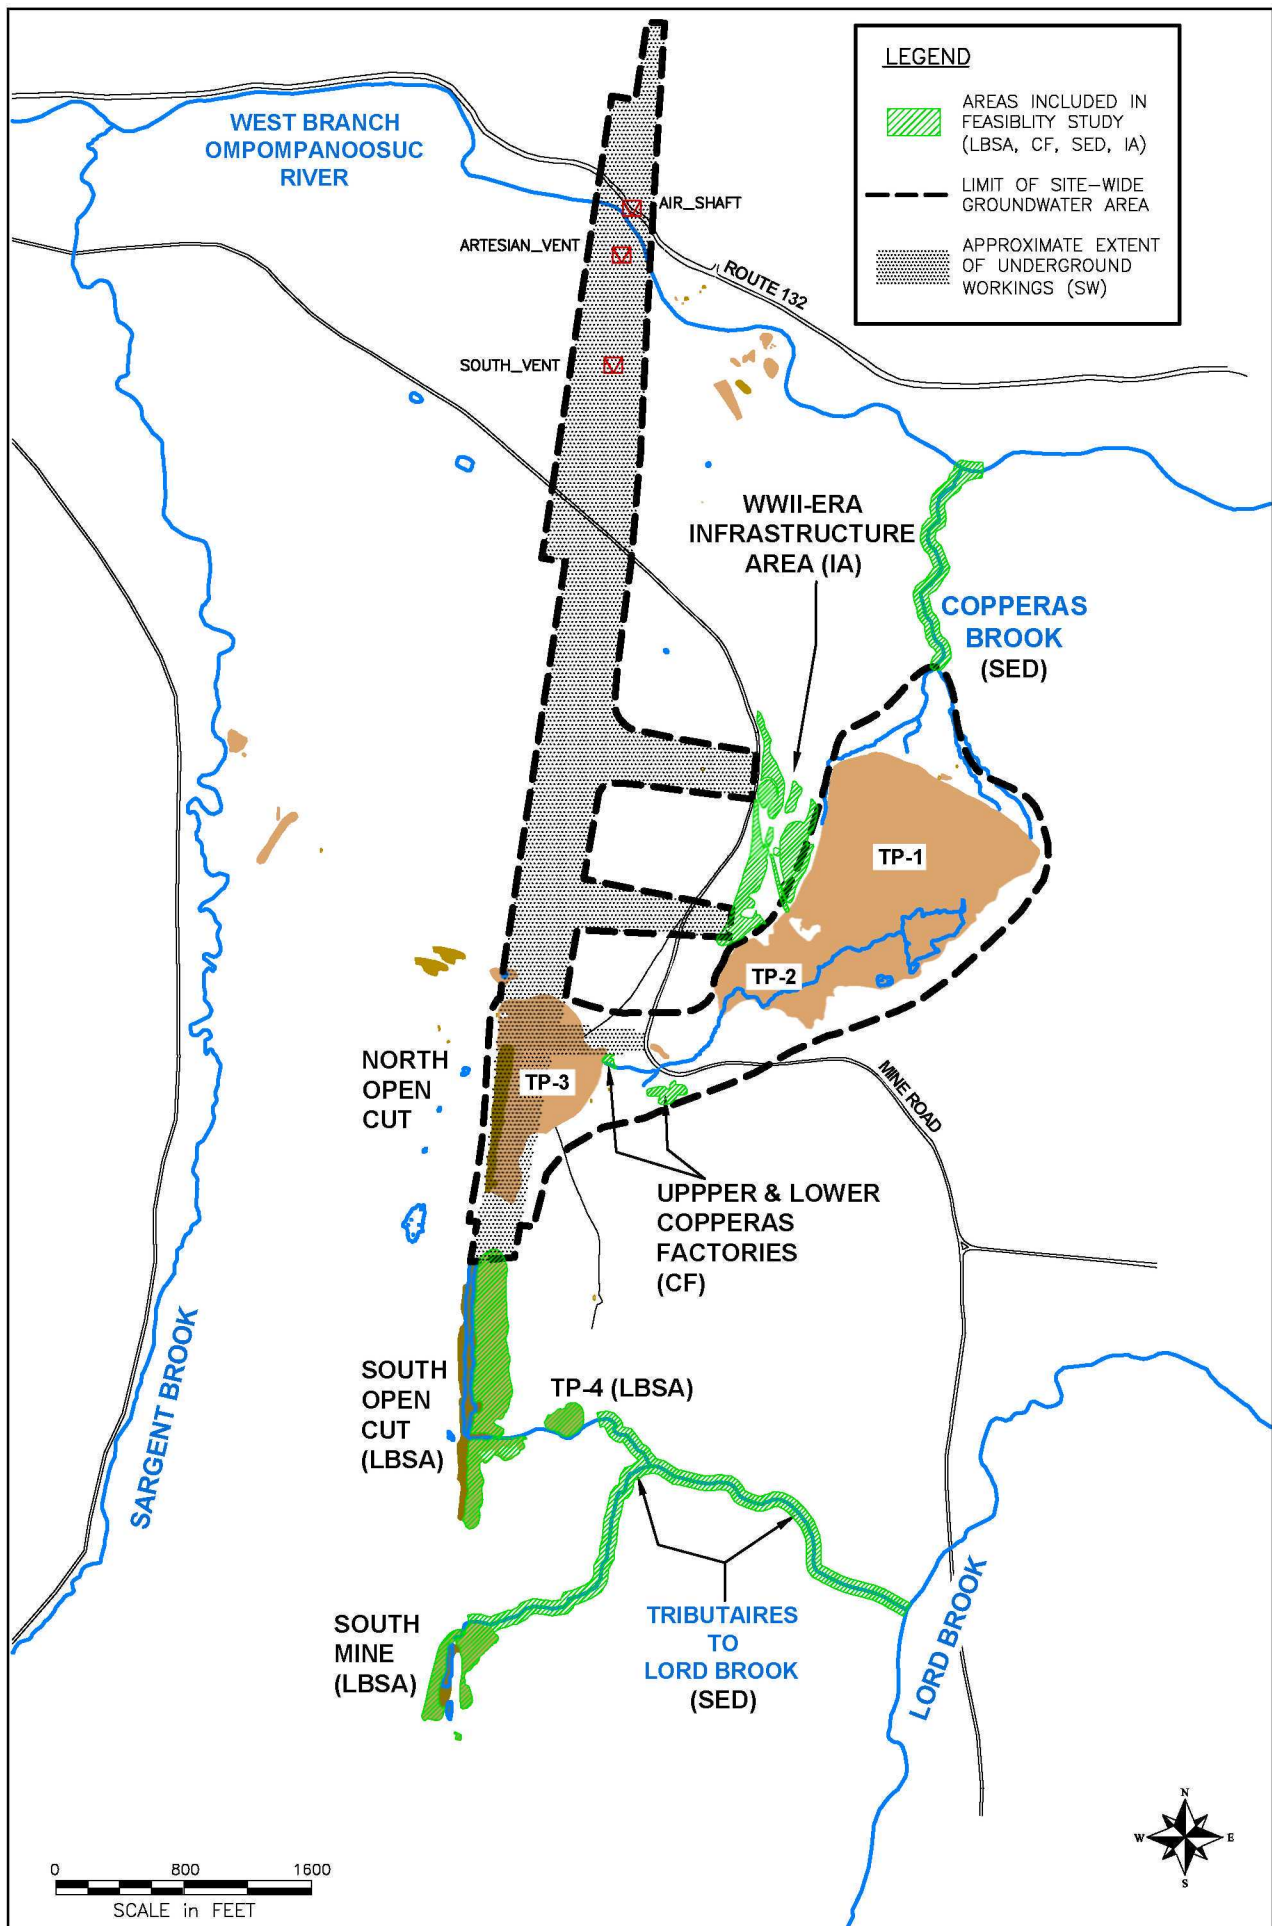 LEGEND
AREAS INCLUDED IN
FEASIBLITY STUDY
(LBSA, CF, SED, IA)
LIMIT OF SITE-WIDE
GROUNDWATER AREA
APPROXIMATE EXTENT
OF UNDERGROUND
WORKINGS (SW)
WEST BRANCH
OMPOMPANOOSUC
RIVER
AIR_SHAFT
ARTESIAN_VENT
ROUTE 132
SOUTH_VENT
WWII-ERA
INFRASTRUCTURE
AREA (IA)
COPPERAS
BROOK
(SED)
TP-1
TP-2
NORTH
OPEN
CUT
TP-3
MINE ROAD
UPPPER & LOWER
COPPERAS
FACTORIES
(CF)
SARGENT BROOK
SOUTH
OPEN
CUT
(LBSA)
TP-4 (LBSA)
SOUTH
MINE
(LBSA)
TRIBUTAIRES
TO
LORD BROOK
(SED)
LORD BROOK
N
W
E
S
0 800 1600
SCALE in FEET